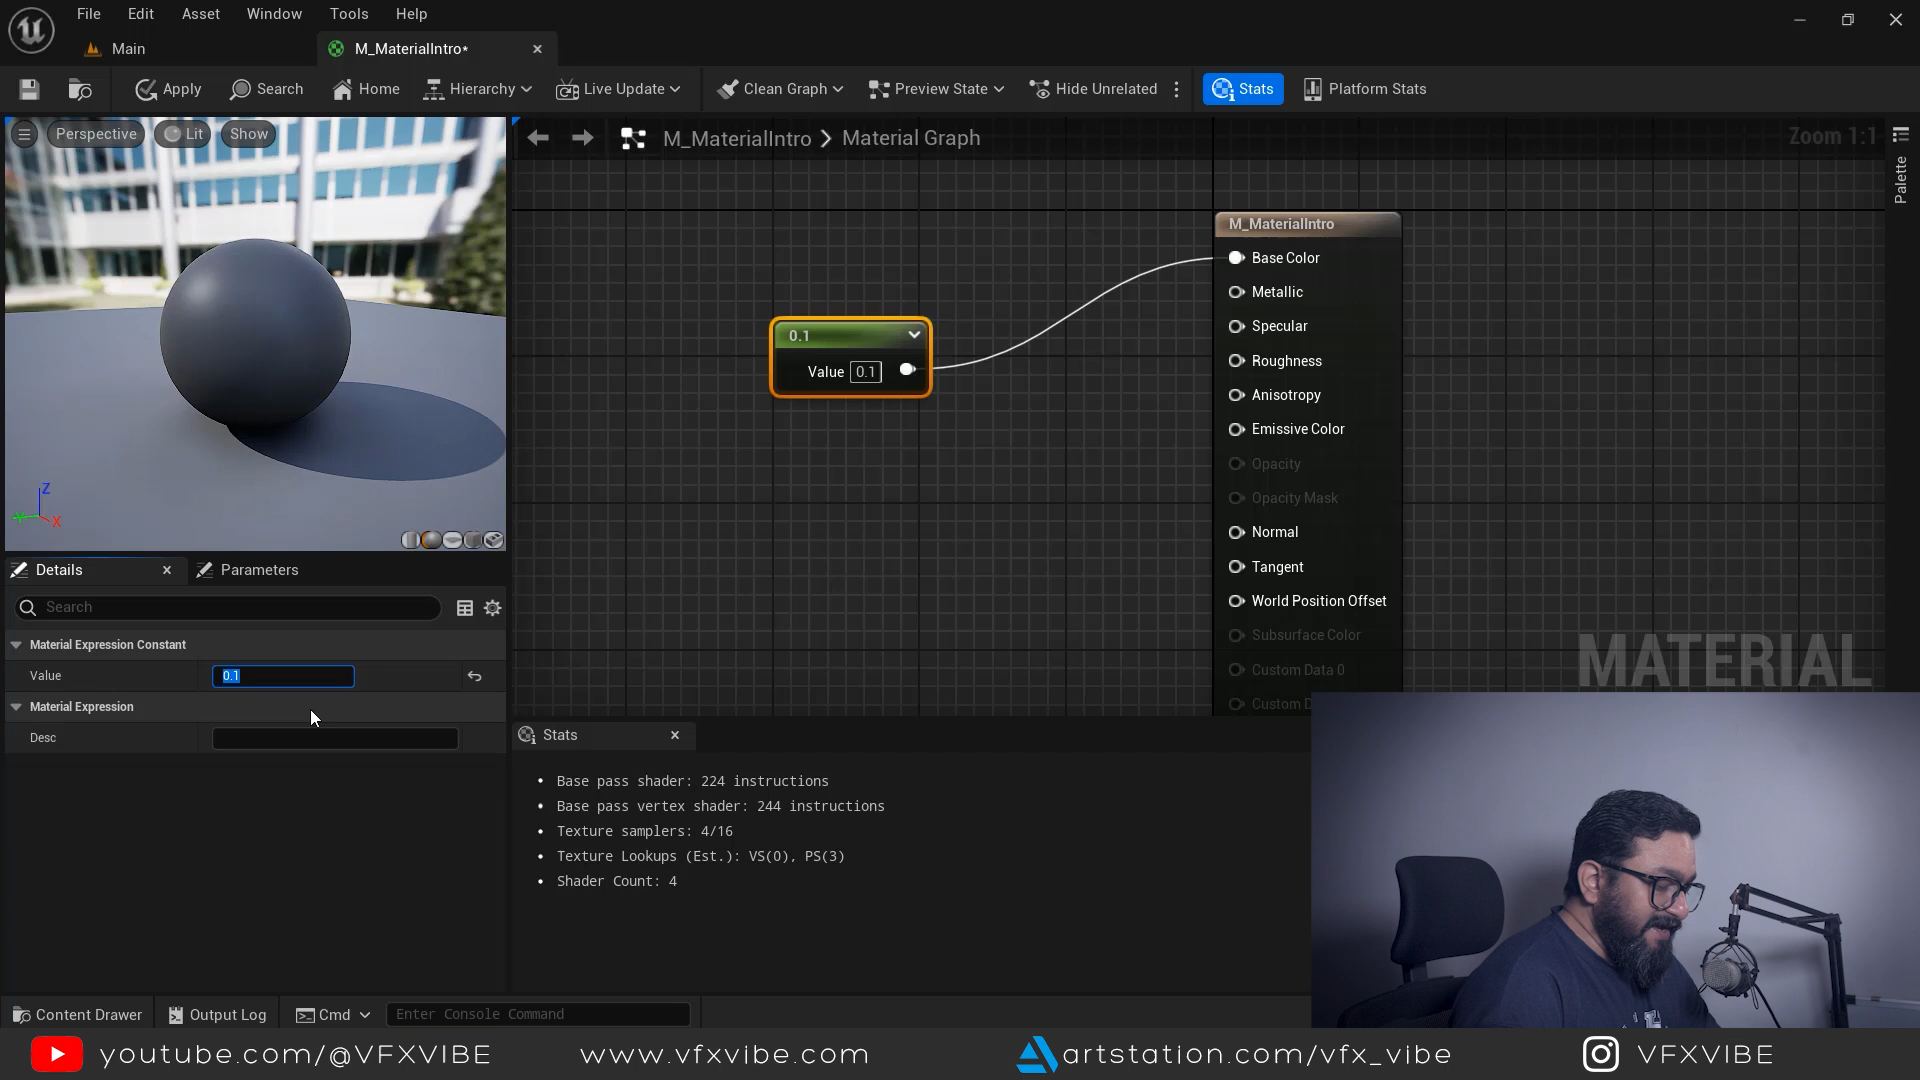 File Edit Asset Window Tools Help
Main M_MaterialIntro*
Apply Search Home Hierarchy Live Update Clean Graph Preview State Hide Unrelated Stats Platform Stats
Perspective Lit Show
M_MaterialIntro > Material Graph Zoom 1:1
Palette
M_MaterialIntro
Base Color
Metallic
Specular
Roughness
Anisotropy
Emissive Color
Opacity
Opacity Mask
Normal
Tangent
World Position Offset
Subsurface Color
Custom Data 0
Custom D
0.1
Value 0.1
Z
Y
X
MATERIAL
Details Parameters
Search
Material Expression Constant
Value 0.1
Material Expression
Desc
Stats
• Base pass shader: 224 instructions
• Base pass vertex shader: 244 instructions
• Texture samplers: 4/16
• Texture Lookups (Est.): VS(0), PS(3)
• Shader Count: 4
Content Drawer Output Log Cmd Enter Console Command
youtube.com/@VFXVIBE www.vfxvibe.com artstation.com/vfx_vibe VFXVIBE